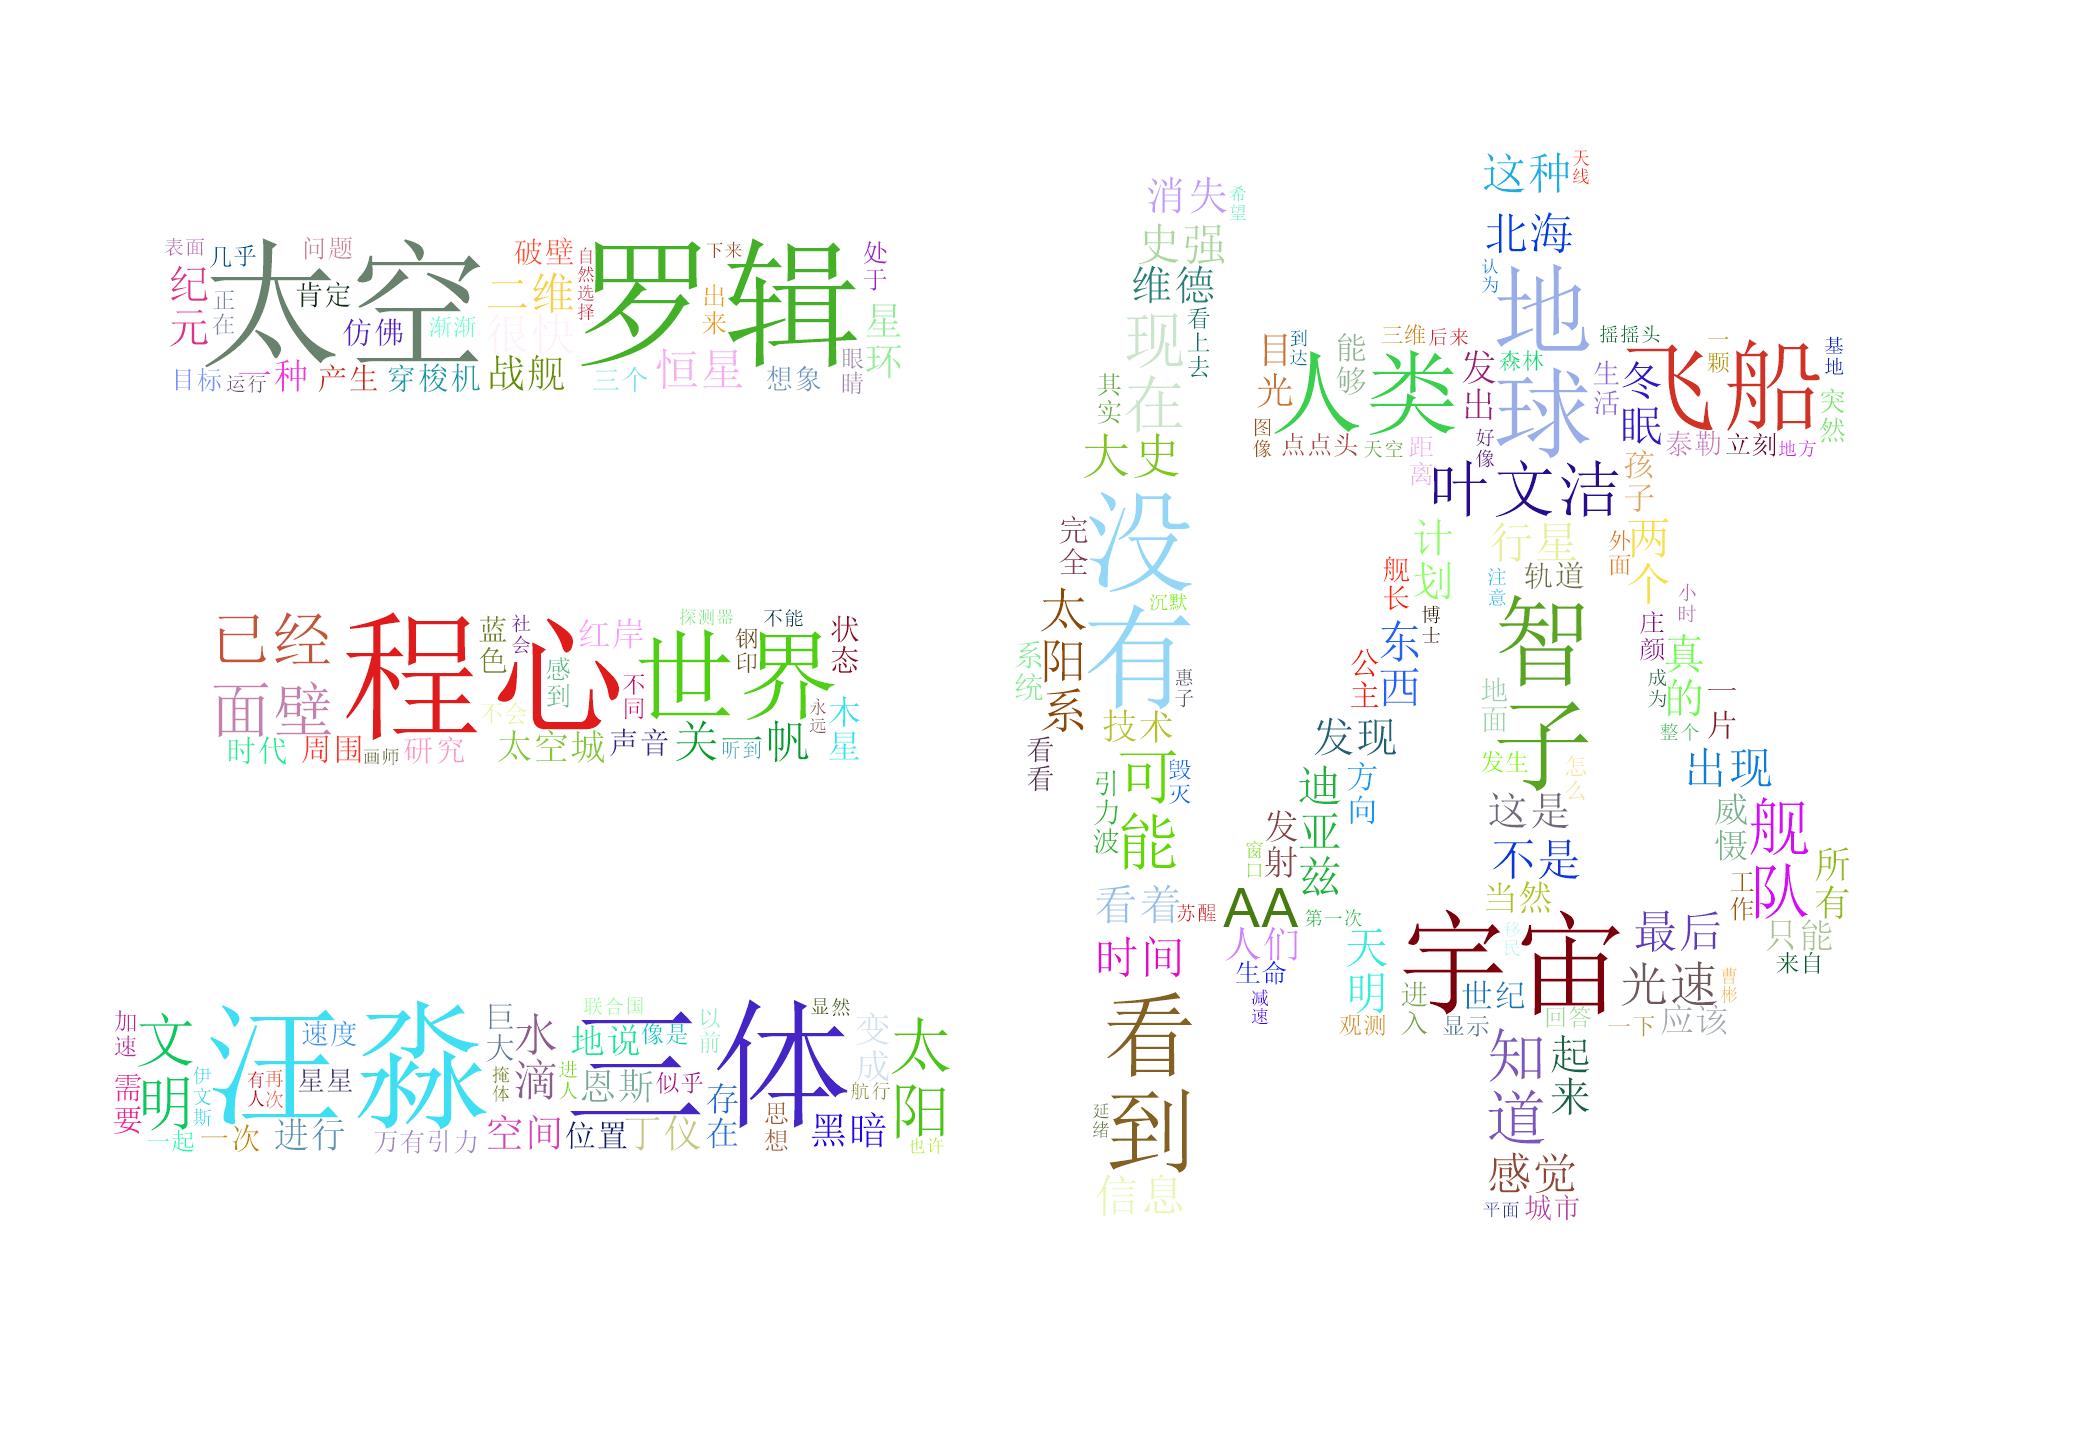 表面
几乎
太空
问题
纪元
正在
肯定
仿佛
渐渐
目标
运行
一种
产生
穿梭机
战舰
破壁
自然选择
二维
很快
罗辑
下来
出来
处于
星环
三个
恒星
想象
眼睛
已经
程心
蓝色
社会
红岸
探测器
不能
钢印
状态
面壁
感到
世界
不会
不同
永远
木星
时代
周围
画师
研究
太空城
声音
关一帆
听到
加速
文明
汪淼
速度
巨大
水滴
联合国
地说
像是
以前
三体
显然
变成
太阳
需要
伊文斯
有人
再次
星星
掩体
进人
恩斯
似乎
存在
思想
航行
一起
一次
进行
万有引力
空间
位置
丁仪
黑暗
也许
消失
希望
史强
维德
看上去
现在
其实
大史
没有
完全
太阳系
沉默
系统
惠子
技术
看看
可能
毁灭
引力波
看着
苏醒
时间
看到
延绪
信息
这种
天线
北海
认为
地球
目光
到达
人类
能够
三维
后来
发出
森林
摇摇头
生活
冬眠
飞船
一颗
基地
突然
图像
点点头
天空
距离
好像
泰勒
立刻
地方
叶文洁
孩子
计划
行星
外面
两个
舰长
注意
轨道
博士
智子
小时
庄颜
真的
东西
公主
地面
成为
一片
整个
发现
发生
怎么
出现
迪亚兹
方向
这是
威慑
舰队
发射
窗口
不是
所有
工作
AA
第一次
当然
只能
来自
人们
生命
减速
天明
宇宙
移民
最后
光速
曹彬
进入
世纪
观测
显示
回答
一下
应该
知道
起来
感觉
平面
城市